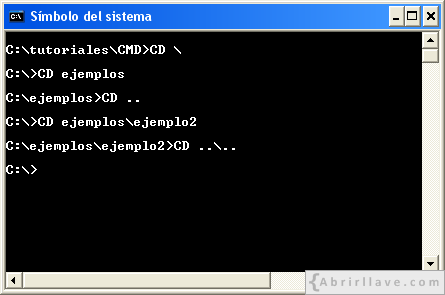 Símbolo del sistema
C:\tutoriales\CMD>CD \
C:\>CD ejemplos
C:\ejemplos>CD ..
C:\>CD ejemplos\ejemplo2
C:\ejemplos\ejemplo2>CD ..\..
C:\>
{Abrirllave.com